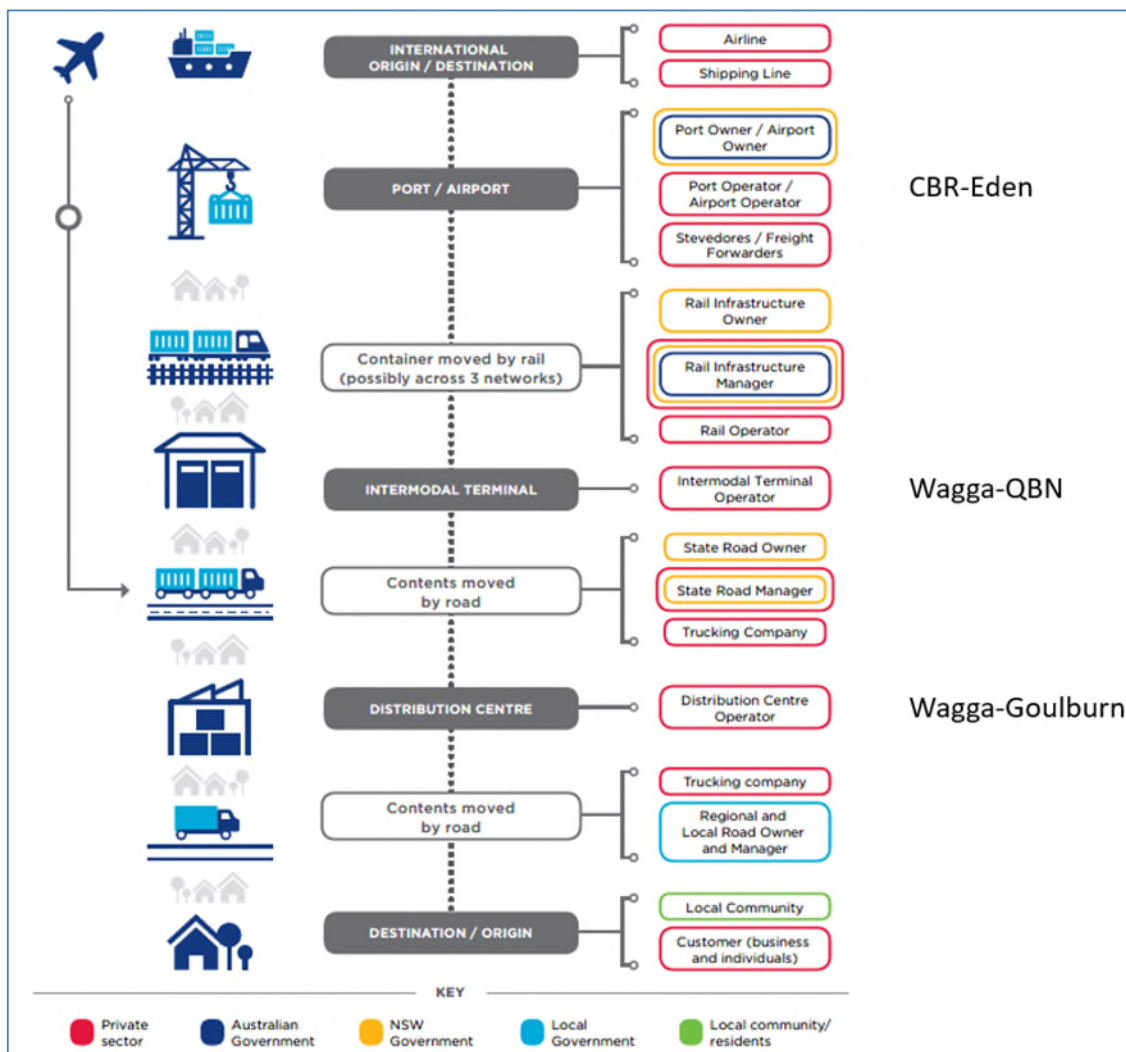 INTERNATIONAL
ORIGIN / DESTINATION
Airline
Shipping Line
PORT / AIRPORT
Port Owner / Airport
Owner
Port Operator /
Airport Operator
Stevedores / Freight
Forwarders
CBR-Eden
Container moved by rail
(possibly across 3 networks)
Rail Infrastructure
Owner
Rail Infrastructure
Manager
Rail Operator
INTERMODAL TERMINAL
Intermodal Terminal
Operator
Wagga-QBN
Contents moved
by road
State Road Owner
State Road Manager
Trucking Company
DISTRIBUTION CENTRE
Distribution Centre
Operator
Wagga-Goulburn
Contents moved
by road
Trucking company
Regional and
Local Road Owner
and Manager
DESTINATION / ORIGIN
Local Community
Customer (business
and individuals)
KEY
Private
sector
Australian
Government
NSW
Government
Local
Government
Local community/
residents